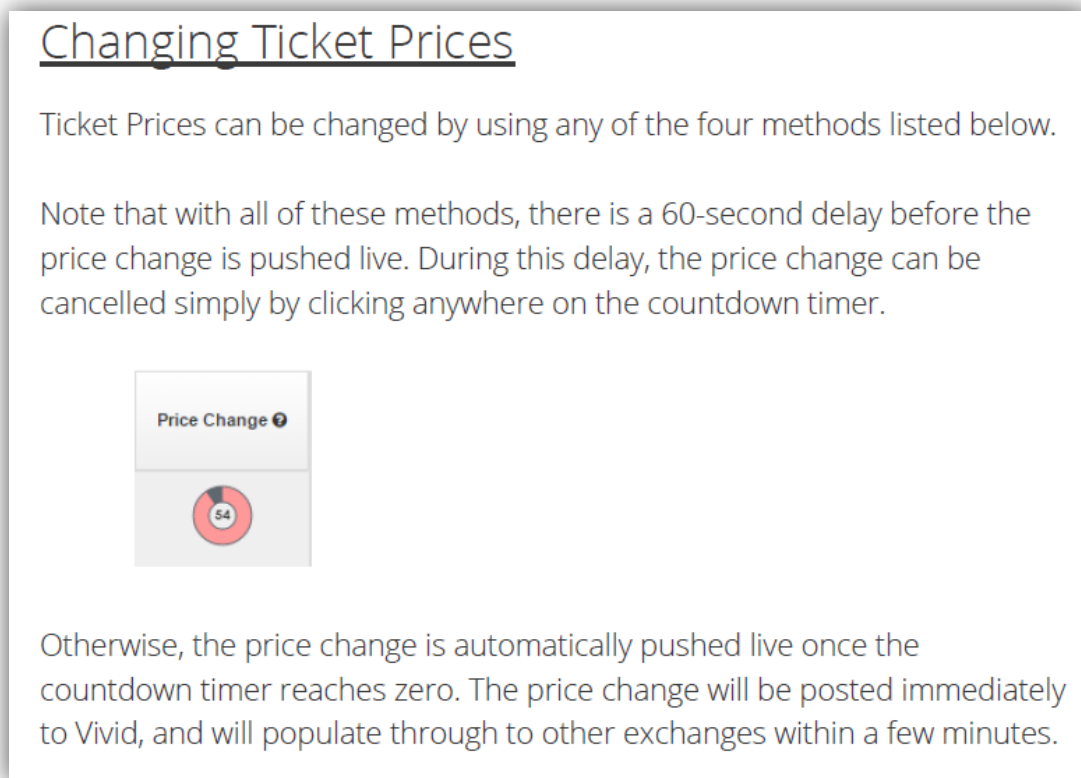 Changing Ticket Prices
Ticket Prices can be changed by using any of the four methods listed below.
Note that with all of these methods, there is a 60-second delay before the
price change is pushed live. During this delay, the price change can be
cancelled simply by clicking anywhere on the countdown timer.
Price Change ?
54
Otherwise, the price change is automatically pushed live once the
countdown timer reaches zero. The price change will be posted immediately
to Vivid, and will populate through to other exchanges within a few minutes.